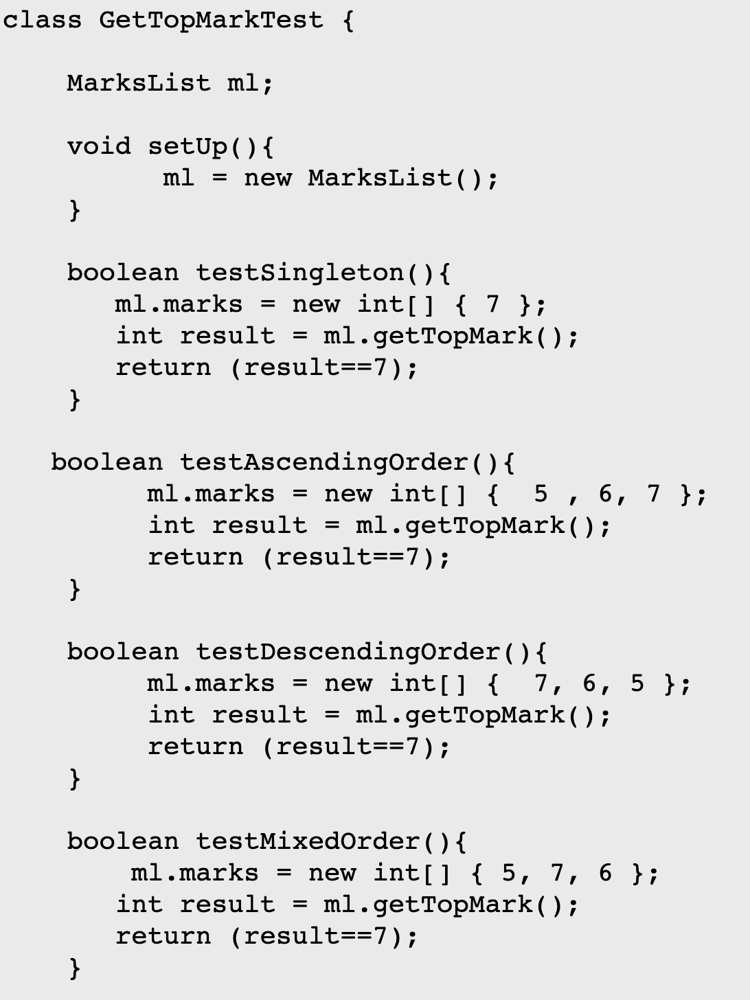 class GetTopMarkTest {
MarksList ml;
void setUp(){
ml = new MarksList();
}
boolean testSingleton(){
ml.marks = new int[] { 7 };
int result = ml.getTopMark();
return (result==7);
}
boolean testAscendingOrder(){
ml.marks = new int[] {  5 , 6, 7 };
int result = ml.getTopMark();
return (result==7);
}
boolean testDescendingOrder(){
ml.marks = new int[] {  7, 6, 5 };
int result = ml.getTopMark();
return (result==7);
}
boolean testMixedOrder(){
ml.marks = new int[] { 5, 7, 6 };
int result = ml.getTopMark();
return (result==7);
}